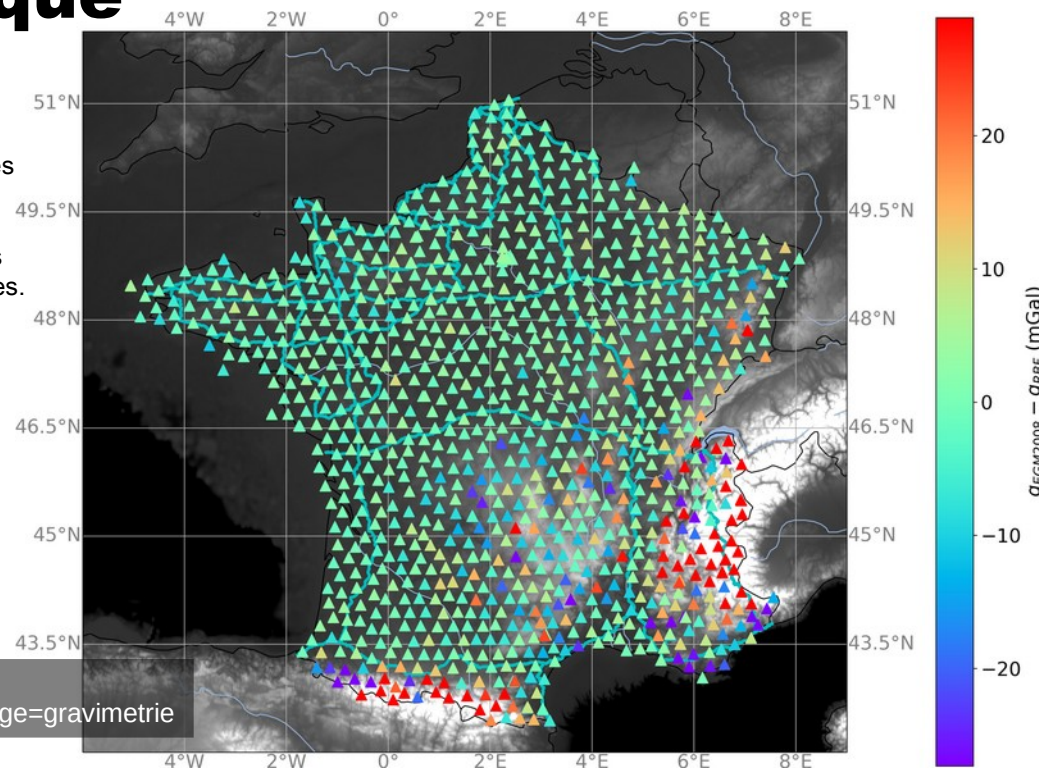 que
4°W 2°W 0° 2°E 4°E 6°E 8°E
51°N 51°N
es
49.5°N 49.5°N
s
es.
48°N 48°N
46.5°N 46.5°N
45°N 45°N
43.5°N 43.5°N
ge=gravimetrie
4°W 2°W 0° 2°E 4°E 6°E 8°E
20
10
0
−10
−20
gEGM2008 − gRBF (mGal)